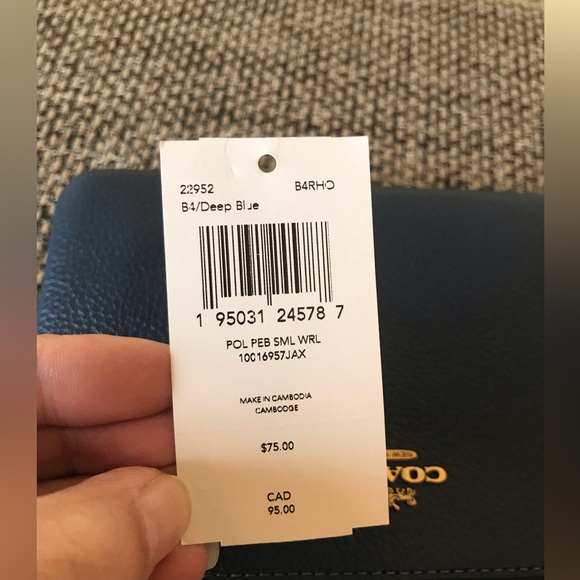 22952 B4RHO
B4/Deep Blue
1 95031 24578 7
POL PEB SML WRL
10016957JAX
MAKE IN CAMBODIA
CAMBODGE
$75.00
CAD
95.00
COA